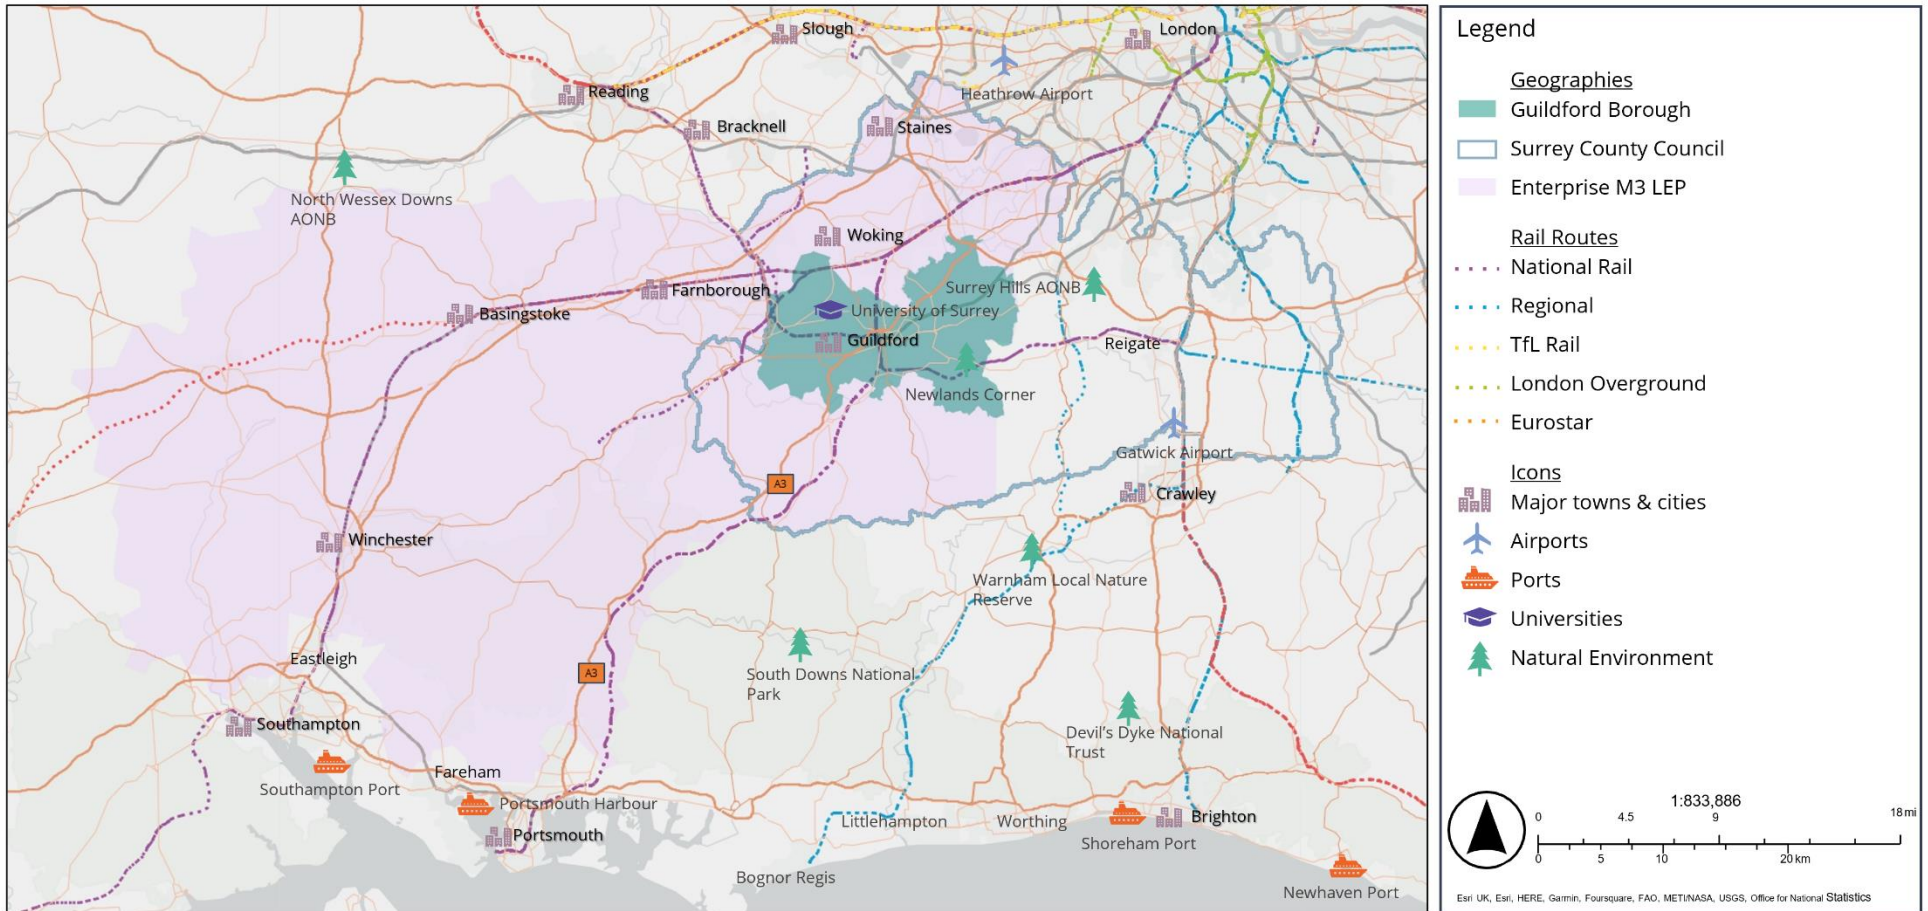 Slough
London
Reading
Heathrow Airport
Bracknell
Staines
North Wessex Downs
AONB
Woking
Surrey Hills AONB
Farnborough
University of Surrey
Basingstoke
Guildford
Reigate
Newlands Corner
Gatwick Airport
A3
Crawley
Winchester
Warnham Local Nature
Reserve
Eastleigh
A3
South Downs National
Park
Southampton
Devil's Dyke National
Trust
Fareham
Southampton Port
Portsmouth Harbour
Portsmouth
Littlehampton
Worthing
Brighton
Shoreham Port
Bognor Regis
Newhaven Port
Legend
Geographies
Guildford Borough
Surrey County Council
Enterprise M3 LEP
Rail Routes
National Rail
Regional
TfL Rail
London Overground
Eurostar
Icons
Major towns & cities
Airports
Ports
Universities
Natural Environment
1:833,886
0 4.5 9 18 mi
0 5 10 20 km
Esri UK, Esri, HERE, Garmin, Foursquare, FAO, METI/NASA, USGS, Office for National Statistics